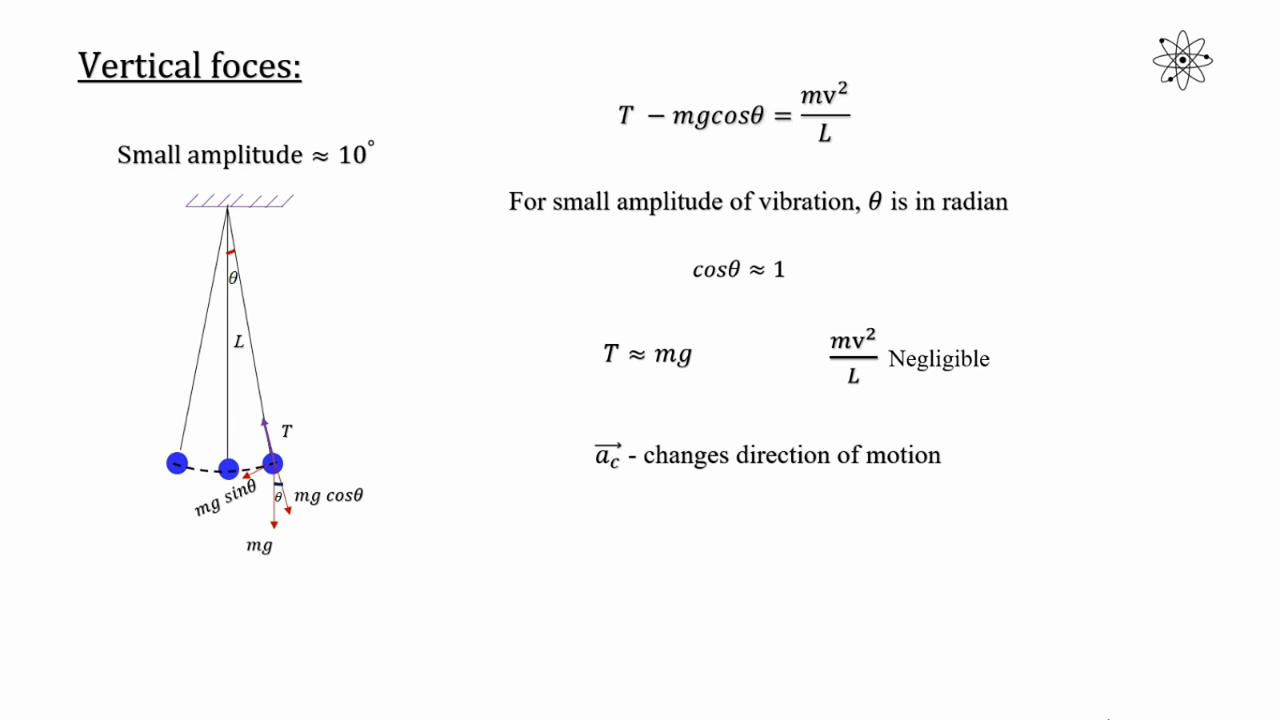 Vertical foces:
T − mgcosθ = mv²/L
Small amplitude ≈ 10°
For small amplitude of vibration, θ is in radian
cosθ ≈ 1
T ≈ mg
mv²/L Negligible
a⃗c - changes direction of motion
θ
L
T
mg sinθ
θ
mg cosθ
mg